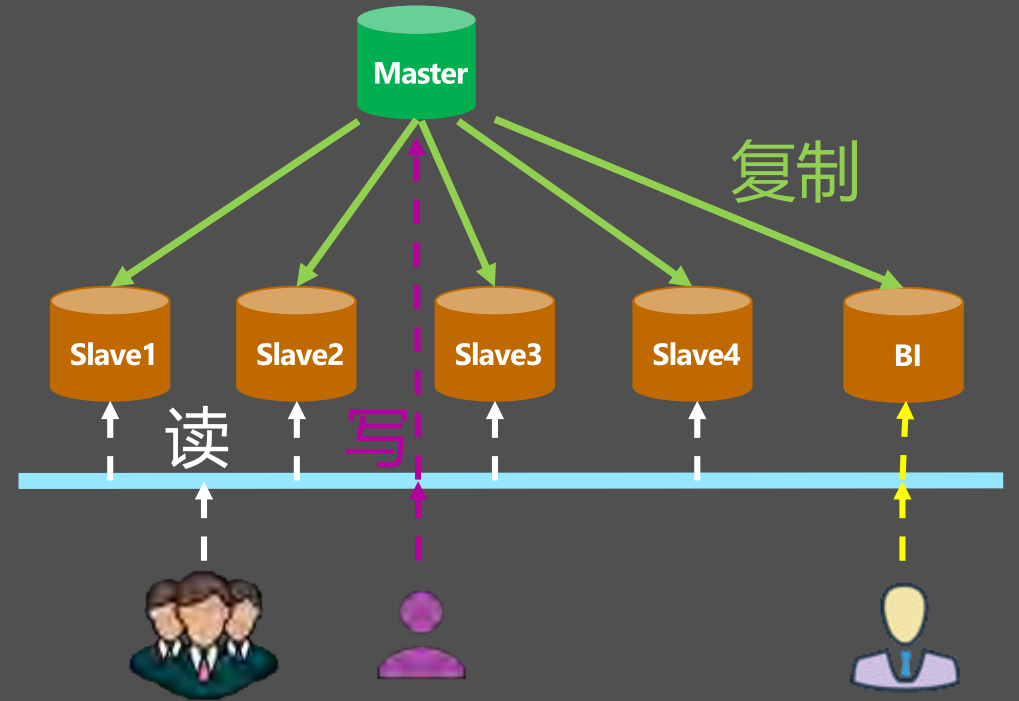 Master
复制
Slave1
Slave2
Slave3
Slave4
BI
读
写